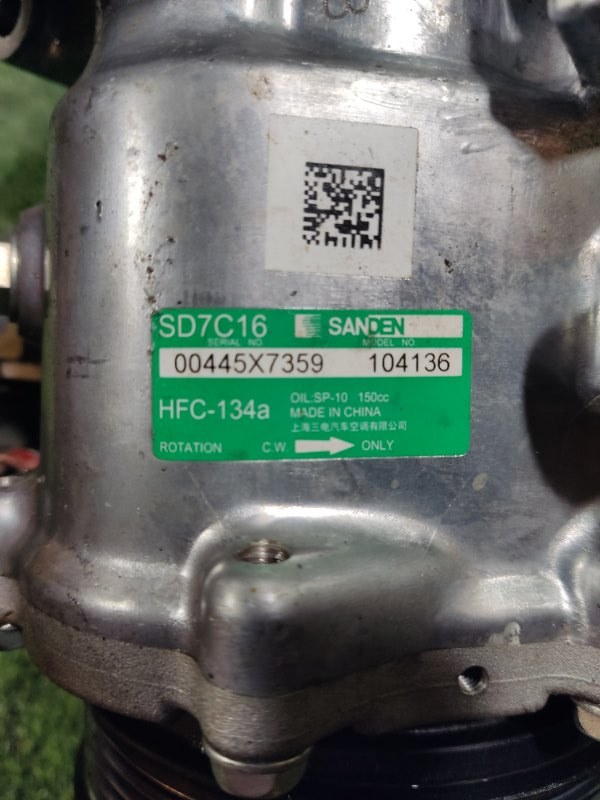 SD7C16 SANDEN
SERIAL NO MODEL NO
00445X7359 104136
HFC-134a
OIL:SP-10 150cc
MADE IN CHINA
上海三电汽车空调有限公司
ROTATION C.W. ONLY